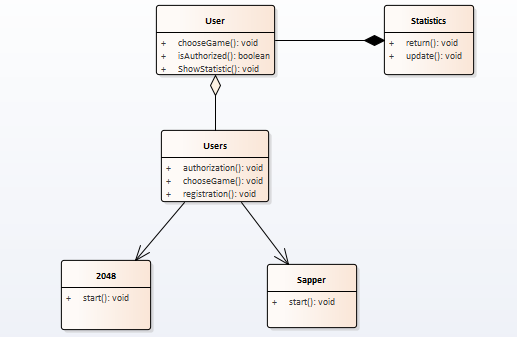 User
+ chooseGame(): void
+ isAuthorized(): boolean
+ ShowStatistic(): void
Statistics
+ return(): void
+ update(): void
Users
+ authorization(): void
+ chooseGame(): void
+ registration(): void
2048
+ start(): void
Sapper
+ start(): void